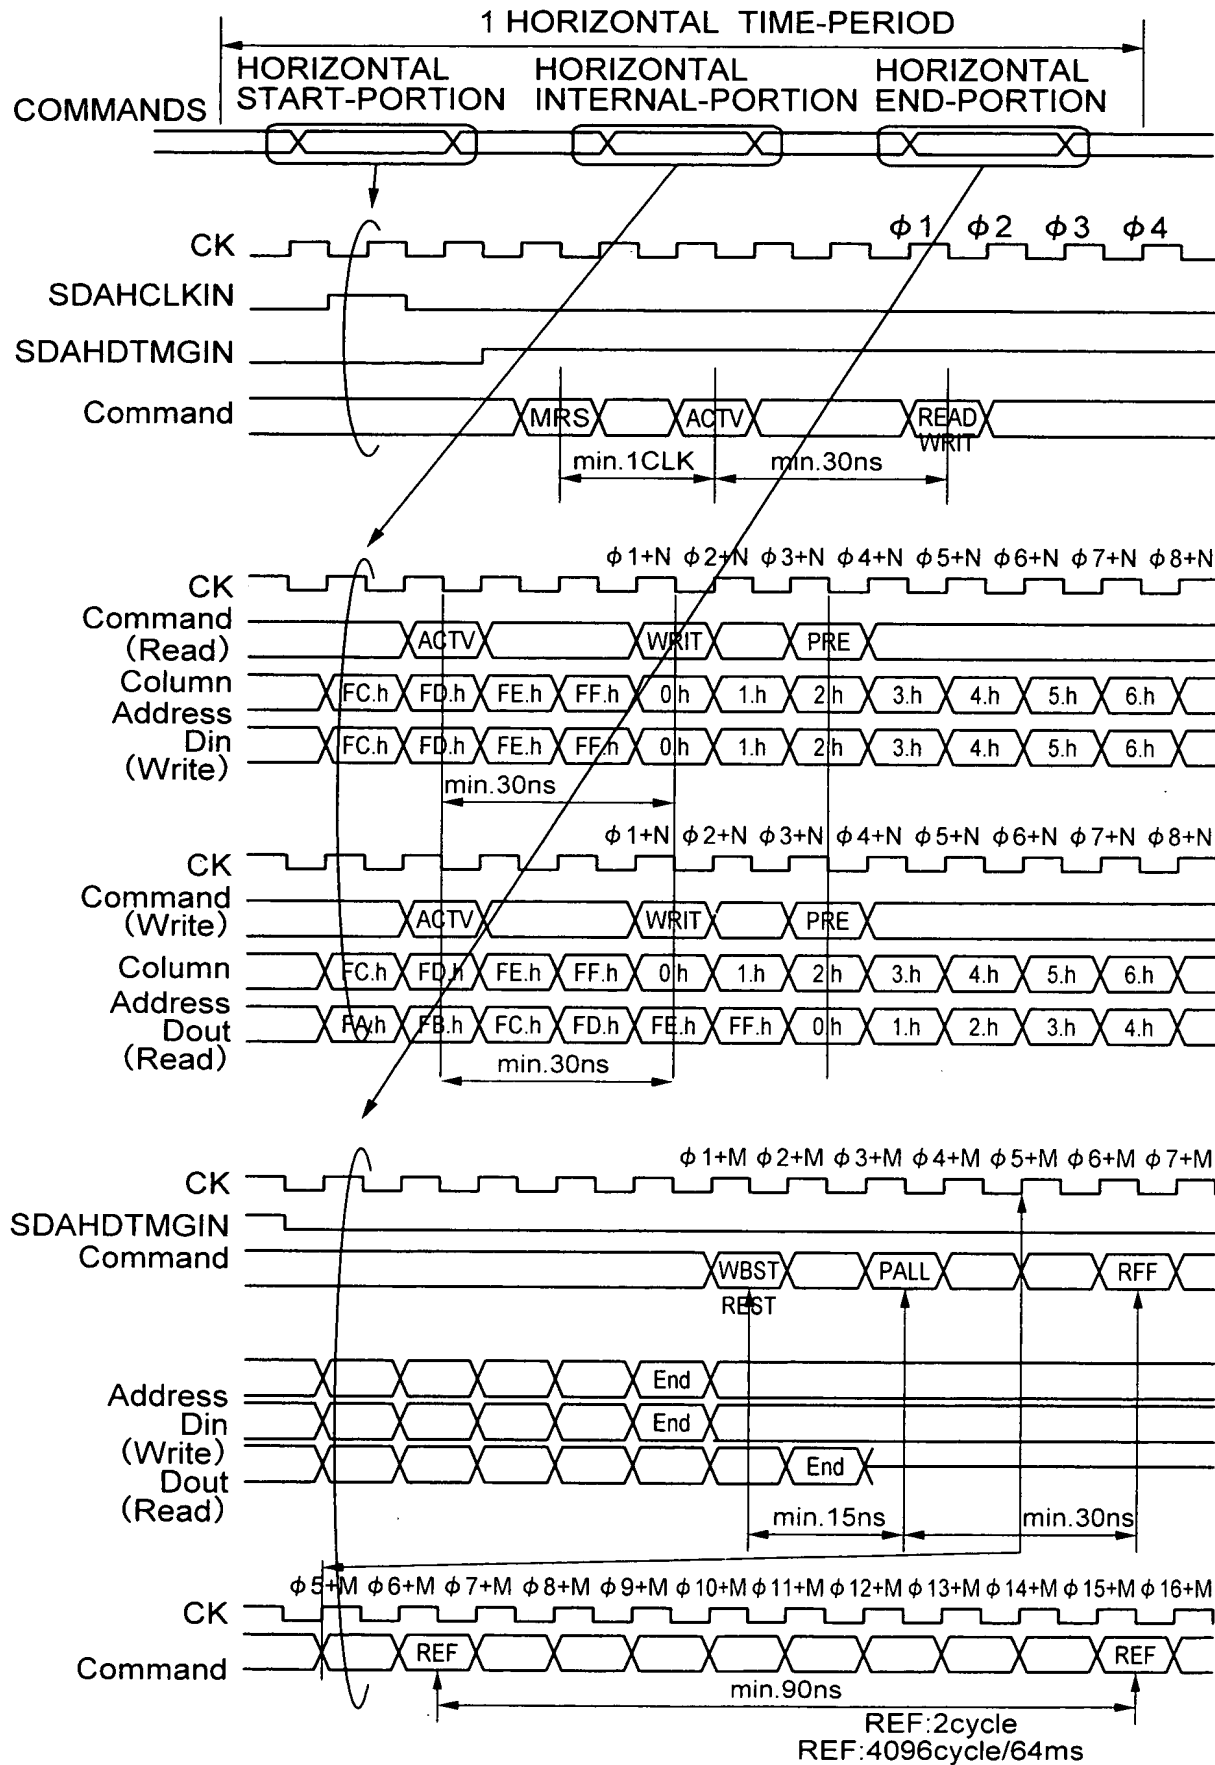 1 HORIZONTAL TIME-PERIOD
HORIZONTAL START-PORTION
HORIZONTAL INTERNAL-PORTION
HORIZONTAL END-PORTION
COMMANDS
φ1 φ2 φ3 φ4
CK
SDAHCLKIN
SDAHDTMGIN
Command MRS ACTV READ
WRIT
min.1CLK min.30ns
φ1+N φ2+N φ3+N φ4+N φ5+N φ6+N φ7+N φ8+N
CK
Command
(Read) ACTV WRIT PRE
Column FC.h FD.h FE.h FF.h 0.h 1.h 2.h 3.h 4.h 5.h 6.h
Address
Din FC.h FD.h FE.h FF.h 0.h 1.h 2.h 3.h 4.h 5.h 6.h
(Write)
min.30ns
φ1+N φ2+N φ3+N φ4+N φ5+N φ6+N φ7+N φ8+N
CK
Command
(Write) ACTV WRIT PRE
Column FC.h FD.h FE.h FF.h 0.h 1.h 2.h 3.h 4.h 5.h 6.h
Address
Dout FA.h FB.h FC.h FD.h FE.h FF.h 0.h 1.h 2.h 3.h 4.h
(Read)
min.30ns
φ1+M φ2+M φ3+M φ4+M φ5+M φ6+M φ7+M
CK
SDAHDTMGIN
Command WBST PALL RFF
REST
End
Address
Din End
(Write)
Dout End
(Read)
min.15ns min.30ns
φ5+M φ6+M φ7+M φ8+M φ9+M φ10+M φ11+M φ12+M φ13+M φ14+M φ15+M φ16+M
CK
Command REF REF
min.90ns
REF:2cycle
REF:4096cycle/64ms